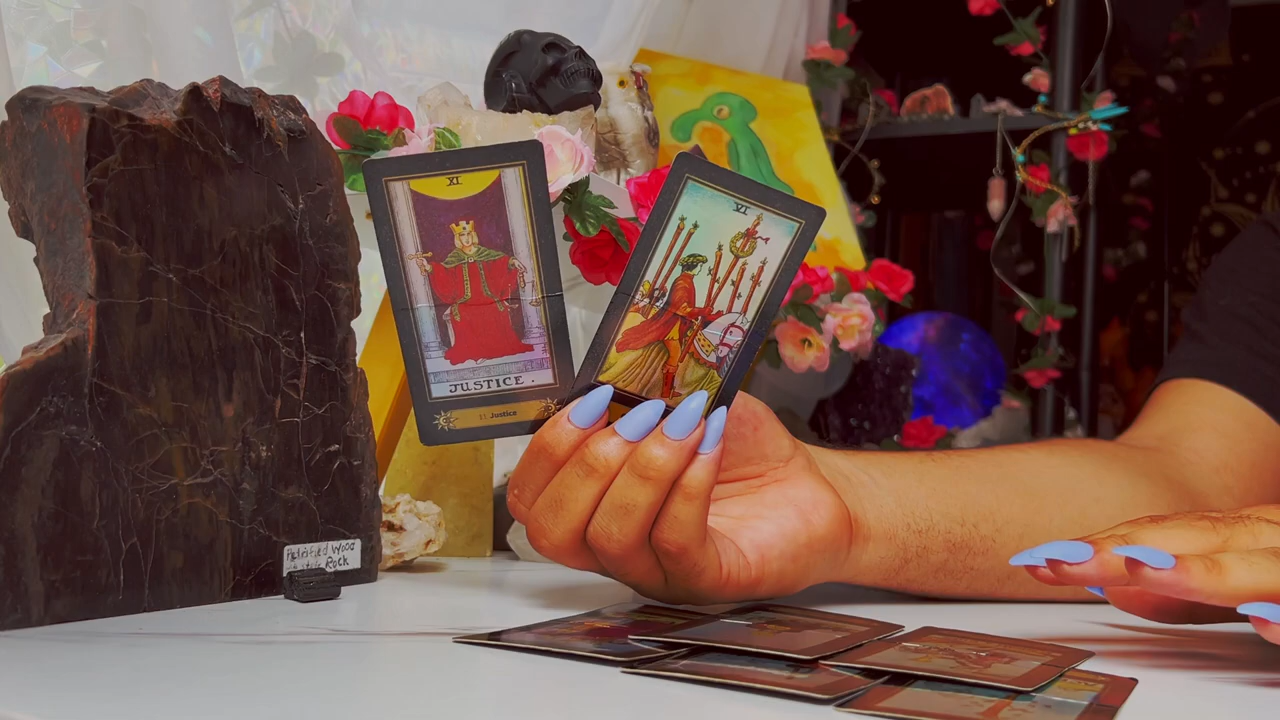 XI
JUSTICE .
11 Justice
VI
Petrified Wood
Rock